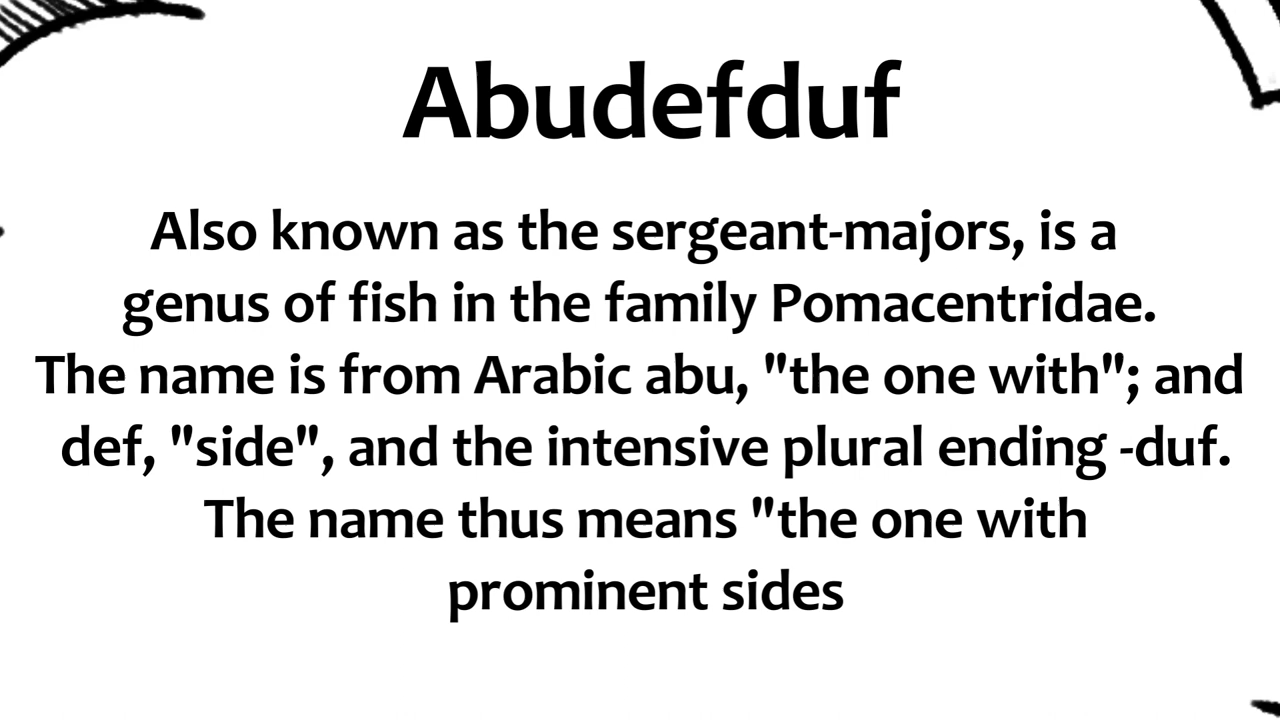 Abudefduf
Also known as the sergeant-majors, is a
genus of fish in the family Pomacentridae.
The name is from Arabic abu, "the one with"; and
def, "side", and the intensive plural ending -duf.
The name thus means "the one with
prominent sides